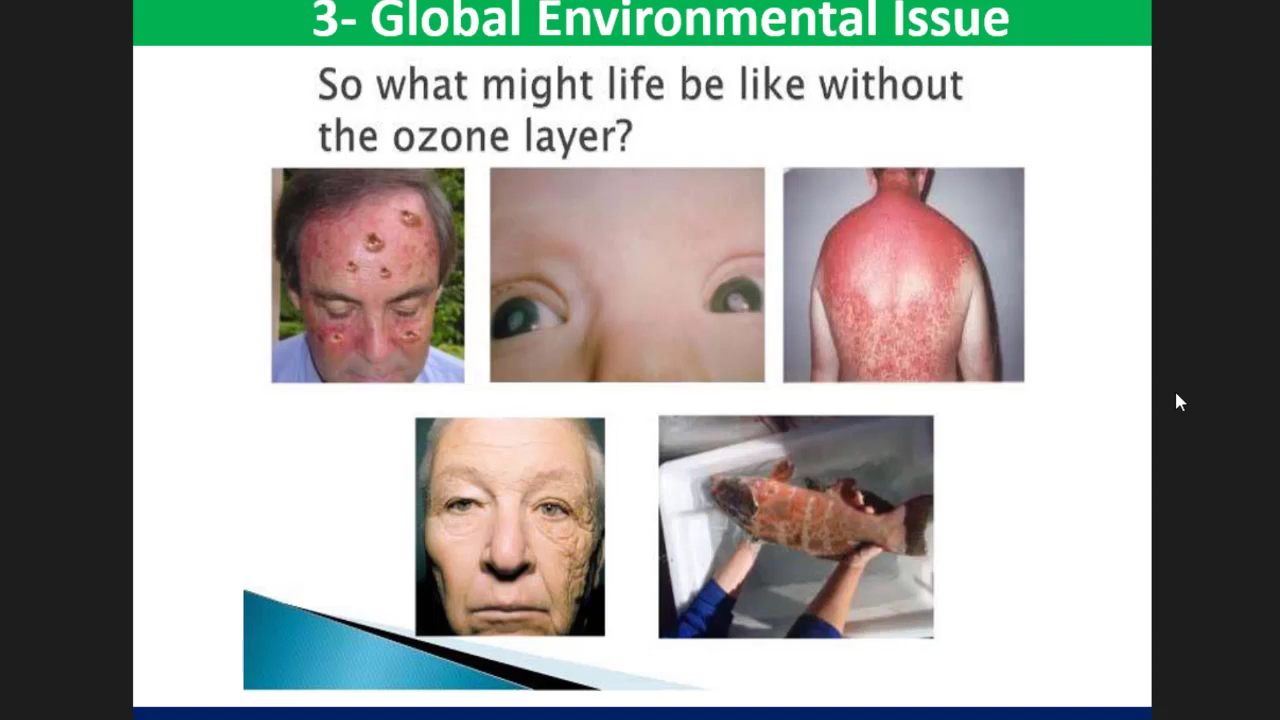 3- Global Environmental Issue
So what might life be like without
the ozone layer?